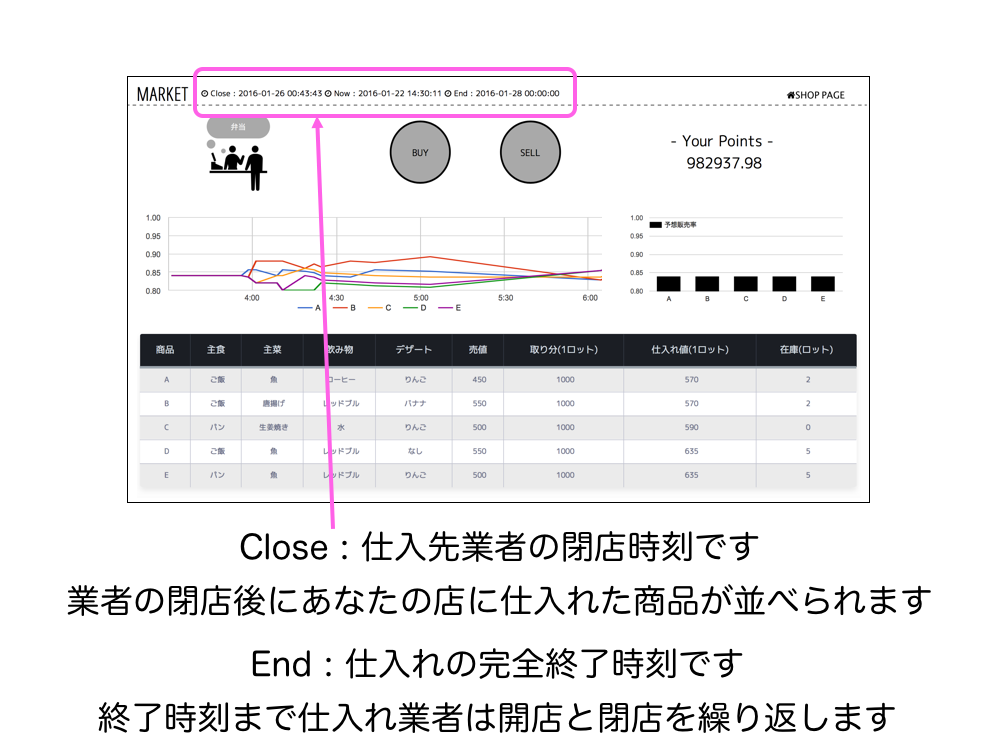 MARKET Close : 2016-01-26 00:43:43 Now : 2016-01-22 14:30:11 End : 2016-01-28 00:00:00 SHOP PAGE
弁当
BUY SELL
- Your Points -
982937.98
1.00
0.95
0.90
0.85
0.80
4:00 4:30 5:00 5:30 6:00
A B C D E
1.00
0.95
0.90
0.85
0.80
予想販売率
A B C D E
商品 主食 主菜 飲み物 デザート 売値 取り分(1ロット) 仕入れ値(1ロット) 在庫(ロット)
A ご飯 魚 コーヒー りんご 450 1000 570 2
B ご飯 唐揚げ レッドブル バナナ 550 1000 570 2
C パン 生姜焼き 水 りんご 500 1000 590 0
D ご飯 魚 レッドブル なし 550 1000 635 5
E パン 魚 レッドブル りんご 500 1000 635 5
Close : 仕入先業者の閉店時刻です
業者の閉店後にあなたの店に仕入れた商品が並べられます
End : 仕入れの完全終了時刻です
終了時刻まで仕入れ業者は開店と閉店を繰り返します